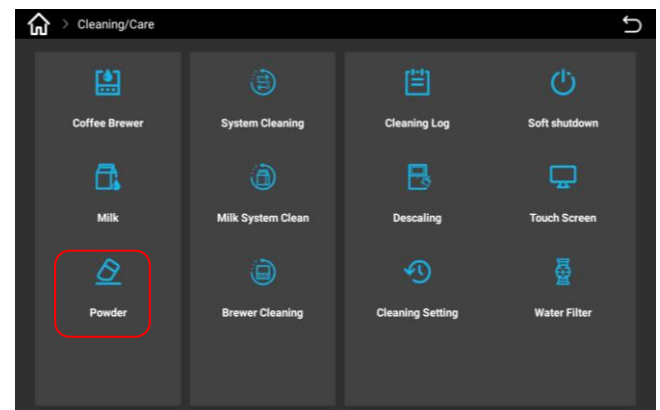 > Cleaning/Care
Coffee Brewer
System Cleaning
Cleaning Log
Soft shutdown
Milk
Milk System Clean
Descaling
Touch Screen
Powder
Brewer Cleaning
Cleaning Setting
Water Filter